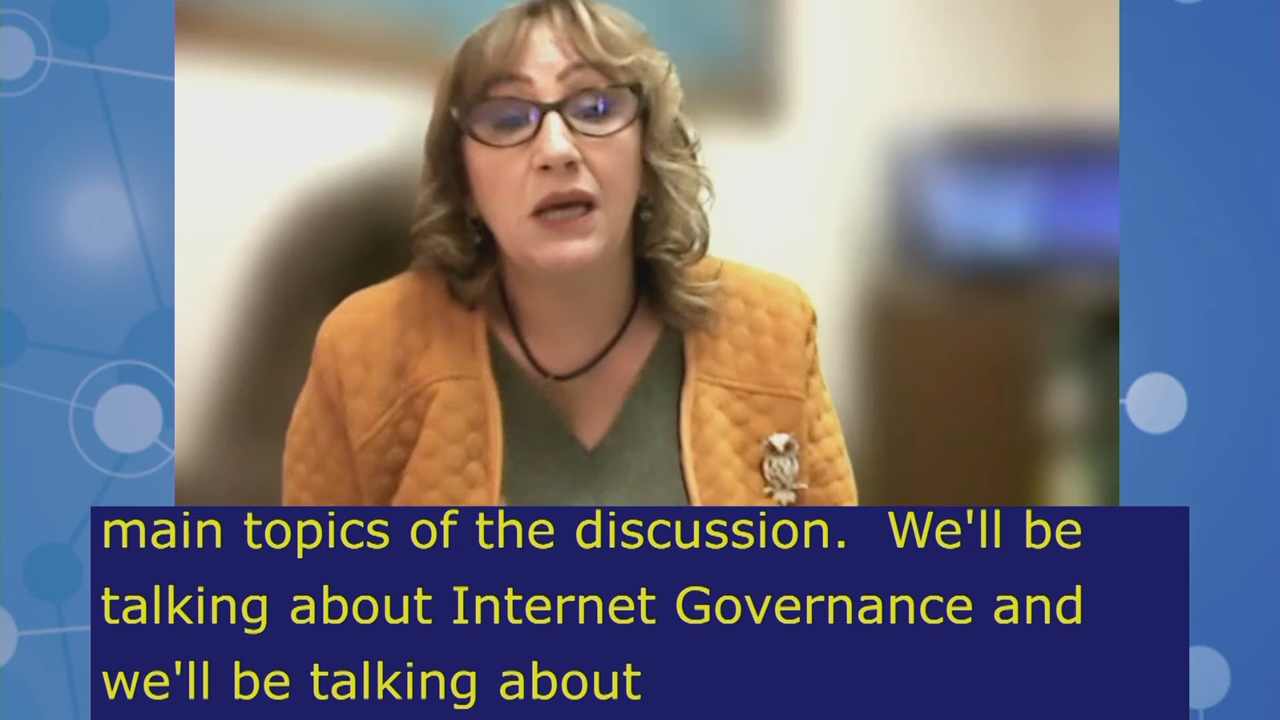 main topics of the discussion.  We'll be
talking about Internet Governance and
we'll be talking about